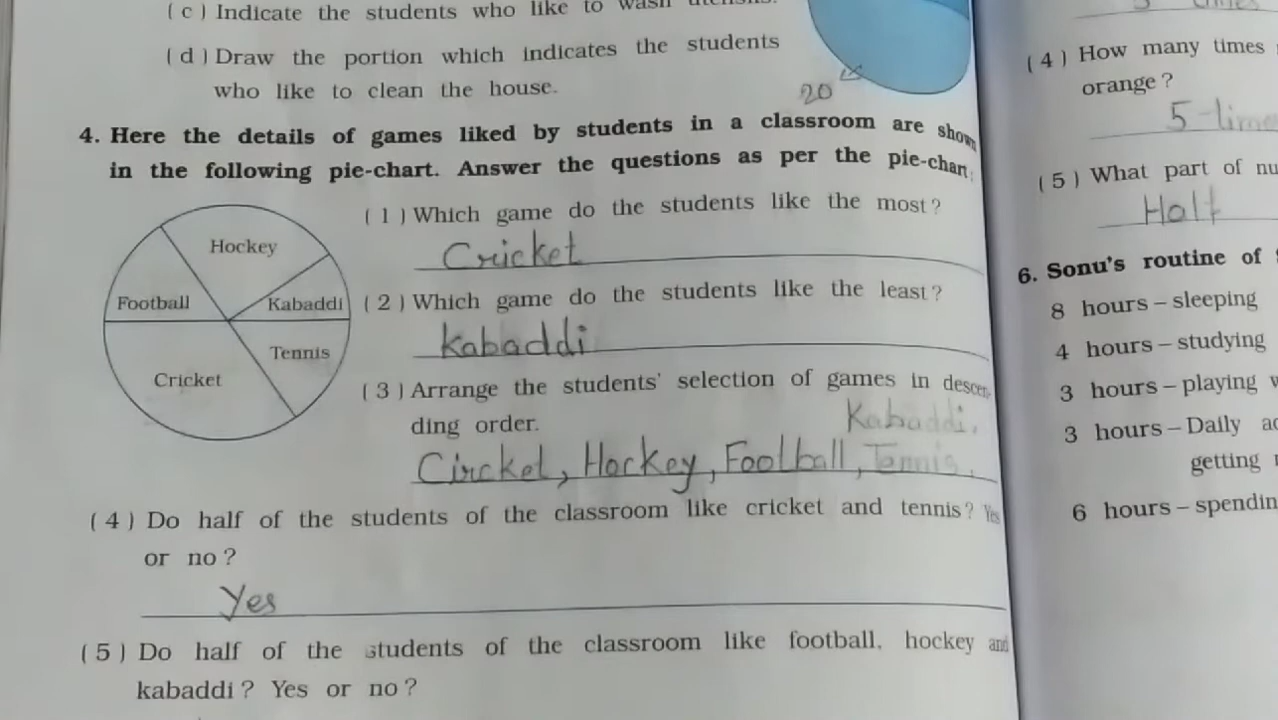 ( c ) Indicate the students who like to wash utensils.
( d ) Draw the portion which indicates the students
who like to clean the house.
20
4. Here the details of games liked by students in a classroom are shown
in the following pie-chart. Answer the questions as per the pie-chart.
Hockey
Football
Kabaddi
Tennis
Cricket
( 1 ) Which game do the students like the most?
Cricket
( 2 ) Which game do the students like the least?
Kabaddi
( 3 ) Arrange the students' selection of games in descen-
ding order.
Kabaddi.
Circket, Hockey, Football, Tennis,
( 4 ) Do half of the students of the classroom like cricket and tennis? Yes
or no?
Yes
( 5 ) Do half of the students of the classroom like football, hockey and
kabaddi? Yes or no?
( 4 ) How many times
orange?
5
( 5 ) What part of
Half
6. Sonu's routine of
8 hours – sleeping
4 hours – studying
3 hours – playing
3 hours – Daily
getting
6 hours –